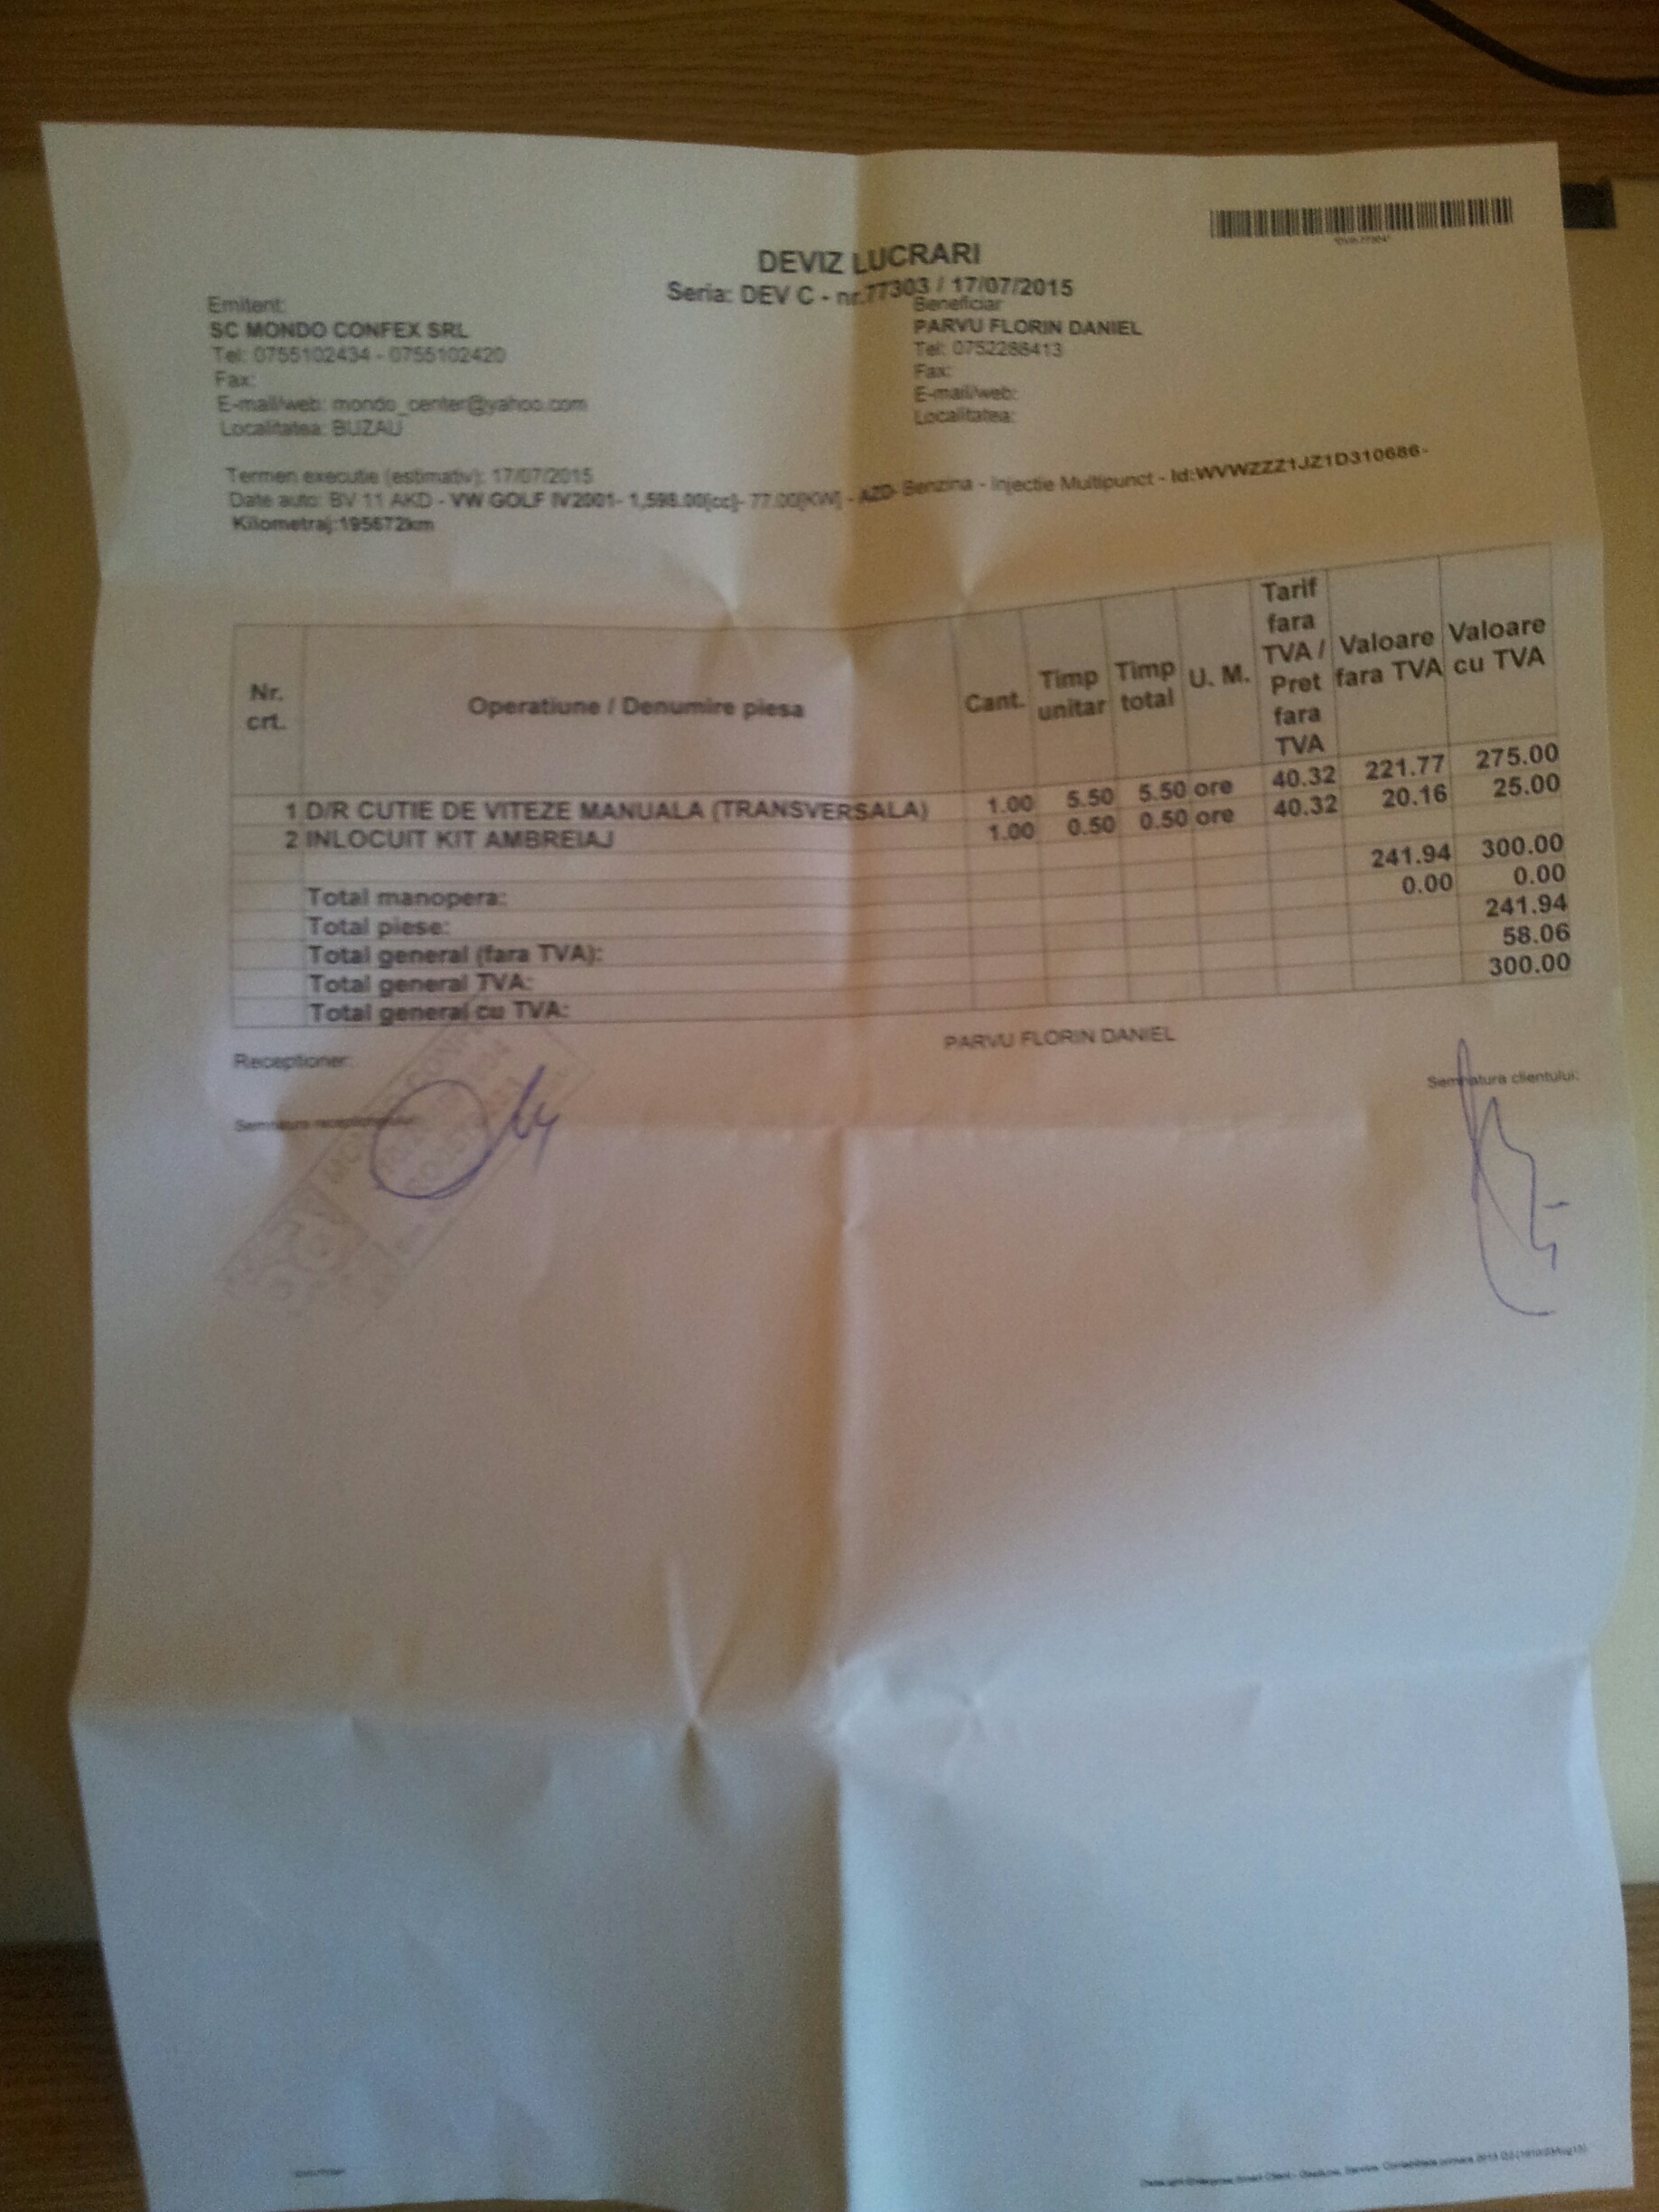 DEVIZ LUCRARI
Seria: DEV C - nr.77303 / 17/07/2015
Emitent:
SC MONDO CONFEX SRL
Tel: 0755102434 - 0755102420
Fax:
E-mail/web: mondo_center@yahoo.com
Localitatea: BUZAU
Beneficiar
PARVU FLORIN DANIEL
Tel: 0752286413
Fax:
E-mail/web:
Localitatea:
Termen executie (estimativ): 17/07/2015
Date auto: BV 11 AKD - VW GOLF IV2001- 1,598.00[cc]- 77.00[KW] - AZD- Benzina - Injectie Multipunct - Id:WVWZZZ1JZ1D310686-
Kilometraj:195672km
Nr. crt. Operatiune / Denumire piesa Cant. Timp unitar Timp total U. M. Tarif fara TVA / Pret fara TVA Valoare fara TVA Valoare cu TVA
1 D/R CUTIE DE VITEZE MANUALA (TRANSVERSALA) 1.00 5.50 5.50 ore 40.32 221.77 275.00
2 INLOCUIT KIT AMBREIAJ 1.00 0.50 0.50 ore 40.32 20.16 25.00
Total manopera: 241.94 300.00
Total piese: 0.00 0.00
Total general (fara TVA): 241.94
Total general TVA: 58.06
Total general cu TVA: 300.00
Receptioner:
PARVU FLORIN DANIEL
Semnatura clientului:
Semnatura